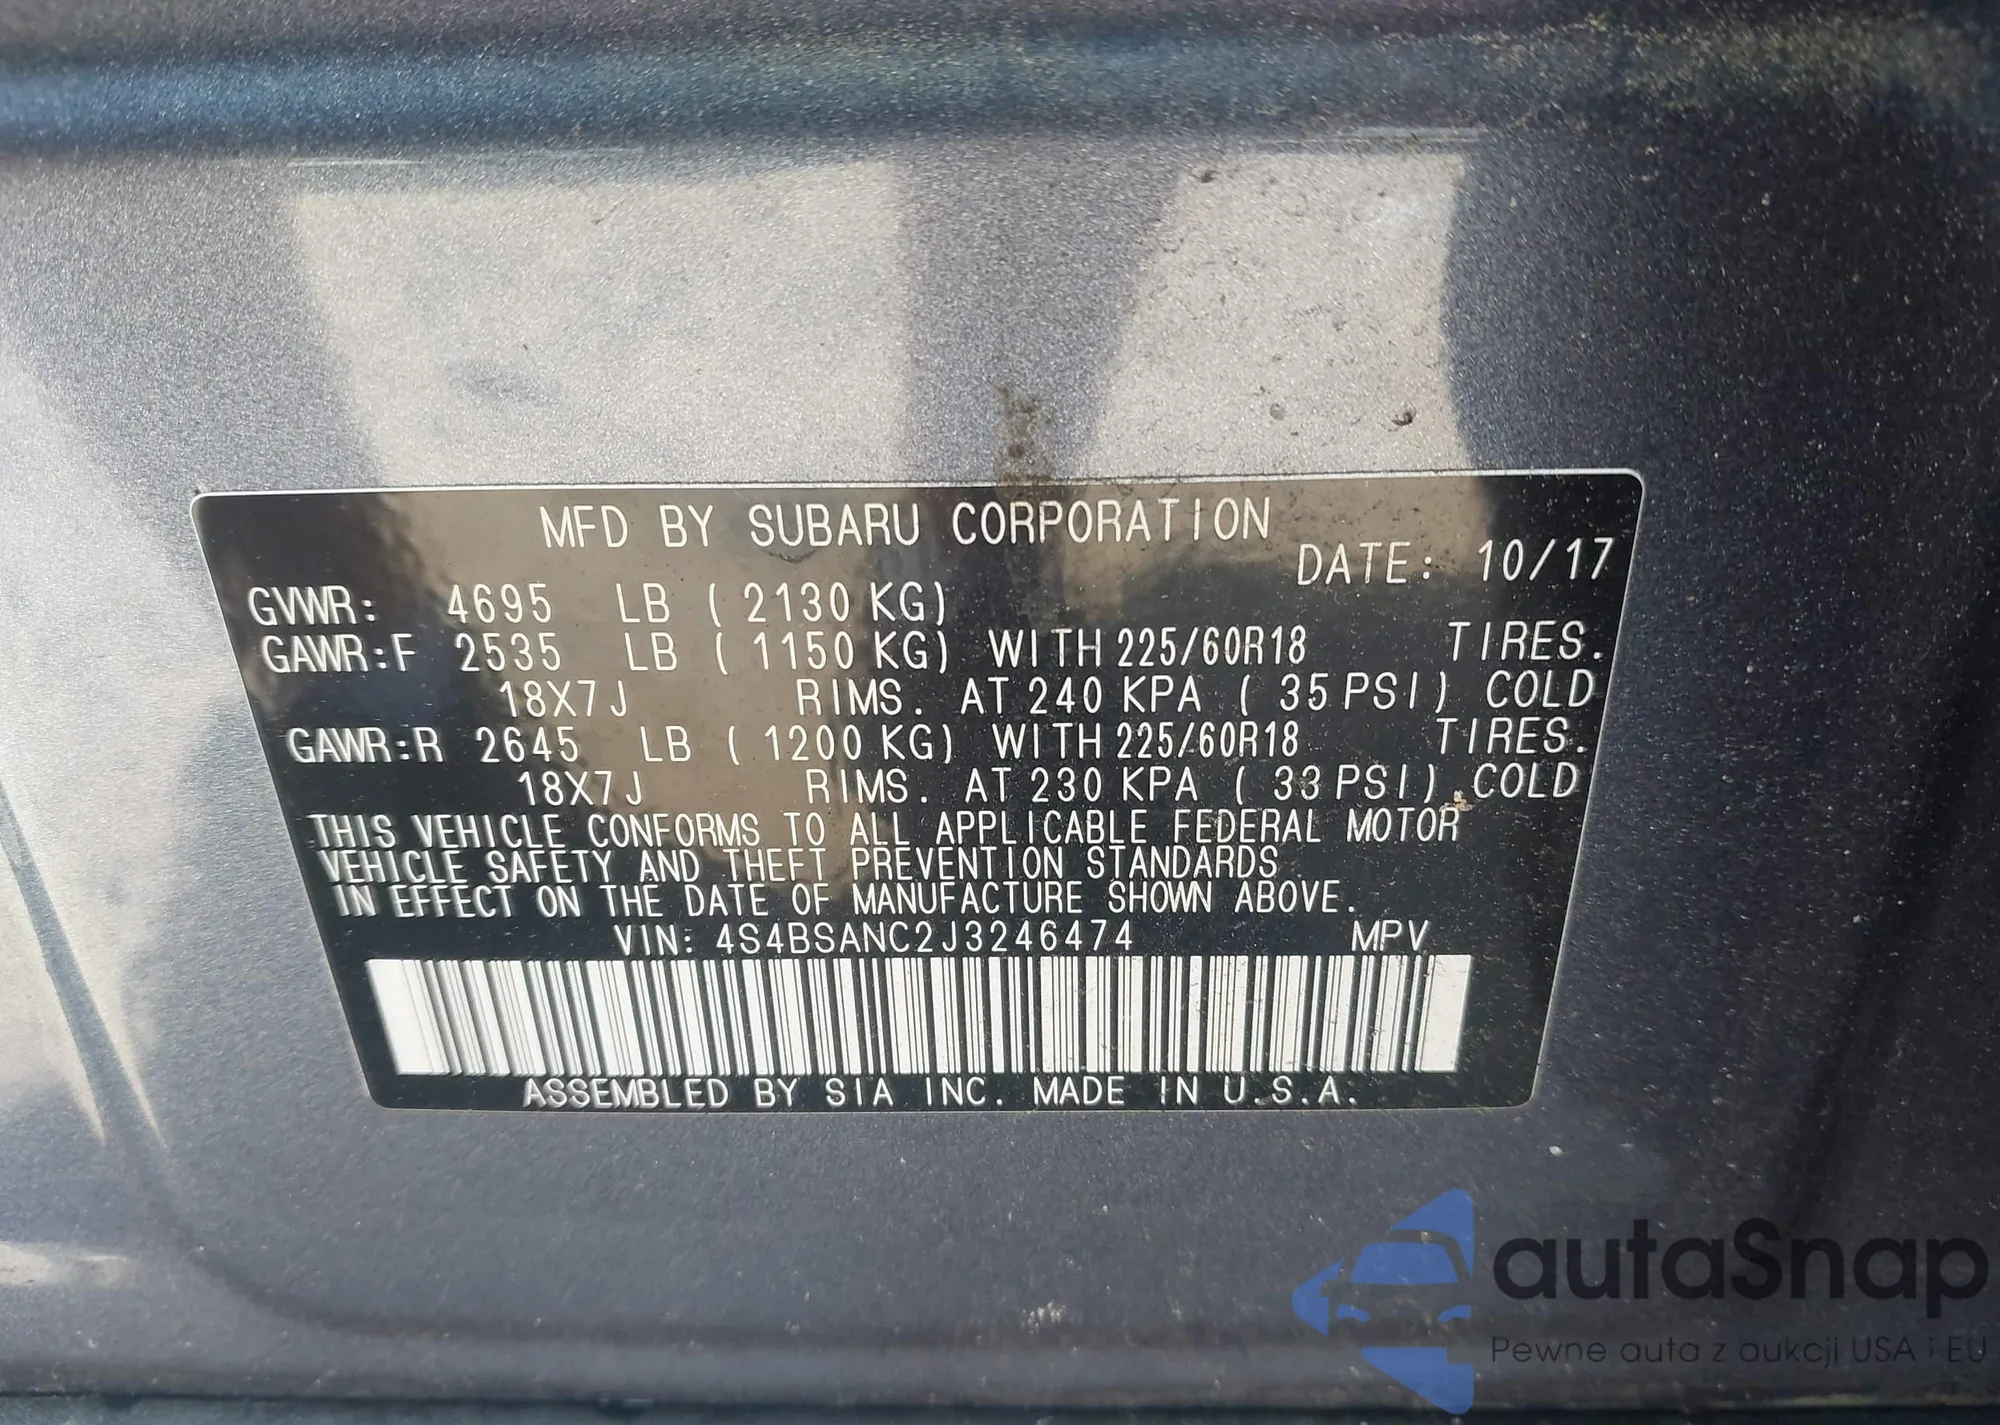 MFD BY SUBARU CORPORATION
DATE: 10/17
GVWR: 4695 LB ( 2130 KG)
GAWR:F 2535 LB ( 1150 KG) WITH 225/60R18 TIRES.
18X7J RIMS. AT 240 KPA ( 35 PSI) COLD
GAWR:R 2645 LB ( 1200 KG) WITH 225/60R18 TIRES.
18X7J RIMS. AT 230 KPA ( 33 PSI) COLD
THIS VEHICLE CONFORMS TO ALL APPLICABLE FEDERAL MOTOR
VEHICLE SAFETY AND THEFT PREVENTION STANDARDS
IN EFFECT ON THE DATE OF MANUFACTURE SHOWN ABOVE.
VIN: 4S4BSANC2J3246474 MPV
ASSEMBLED BY SIA INC. MADE IN U.S.A.
autaSnap
Pewne auta z aukcji USA i EU